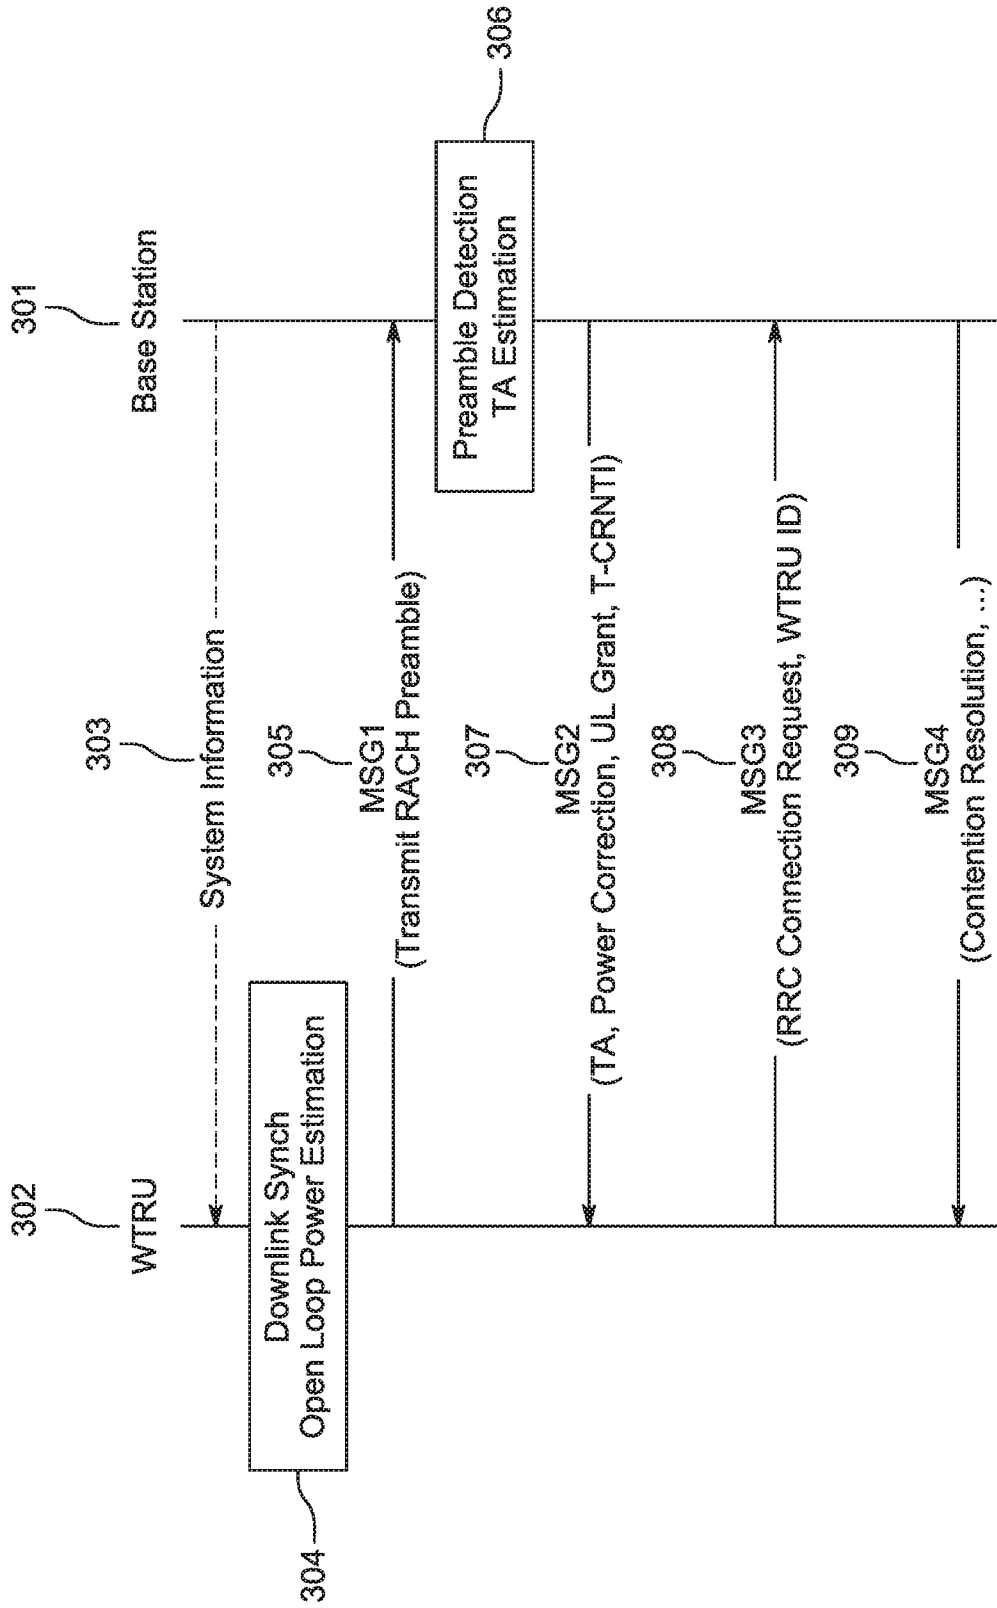 302
WTRU
301
Base Station
303
System Information
304
Downlink Synch
Open Loop Power Estimation
305
MSG1
(Transmit RACH Preamble)
306
Preamble Detection
TA Estimation
307
MSG2
(TA, Power Correction, UL Grant, T-CRNTI)
308
MSG3
(RRC Connection Request, WTRU ID)
309
MSG4
(Contention Resolution, ...)